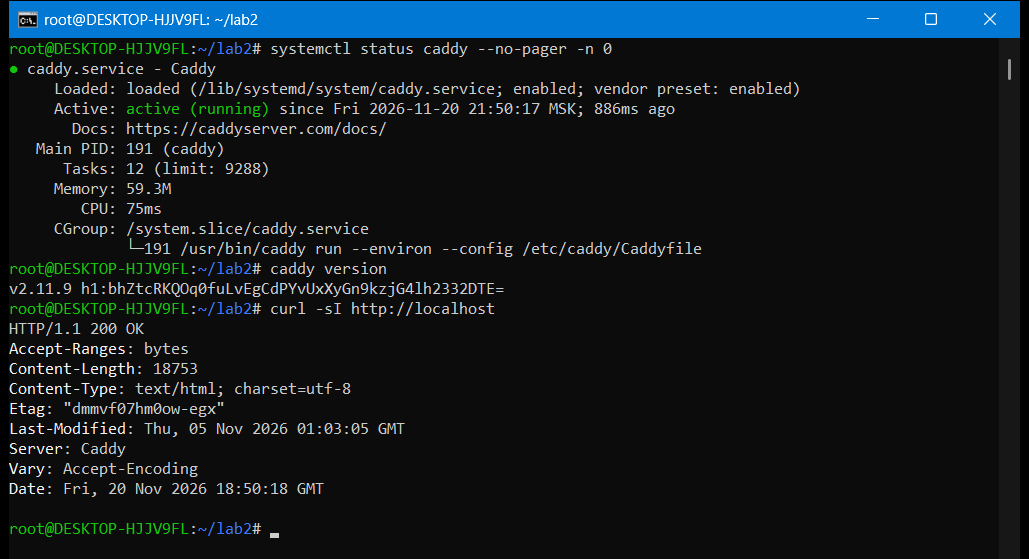 root@DESKTOP-HJJV9FL: ~/lab2
root@DESKTOP-HJJV9FL:~/lab2# systemctl status caddy --no-pager -n 0
● caddy.service - Caddy
     Loaded: loaded (/lib/systemd/system/caddy.service; enabled; vendor preset: enabled)
     Active: active (running) since Fri 2026-11-20 21:50:17 MSK; 886ms ago
       Docs: https://caddyserver.com/docs/
   Main PID: 191 (caddy)
      Tasks: 12 (limit: 9288)
     Memory: 59.3M
        CPU: 75ms
     CGroup: /system.slice/caddy.service
             └─191 /usr/bin/caddy run --environ --config /etc/caddy/Caddyfile
root@DESKTOP-HJJV9FL:~/lab2# caddy version
v2.11.9 h1:bhZtcRKQOq0fuLvEgCdPYvUxXyGn9kzjG4lh2332DTE=
root@DESKTOP-HJJV9FL:~/lab2# curl -sI http://localhost
HTTP/1.1 200 OK
Accept-Ranges: bytes
Content-Length: 18753
Content-Type: text/html; charset=utf-8
Etag: "dmmvf07hm0ow-egx"
Last-Modified: Thu, 05 Nov 2026 01:03:05 GMT
Server: Caddy
Vary: Accept-Encoding
Date: Fri, 20 Nov 2026 18:50:18 GMT
root@DESKTOP-HJJV9FL:~/lab2#